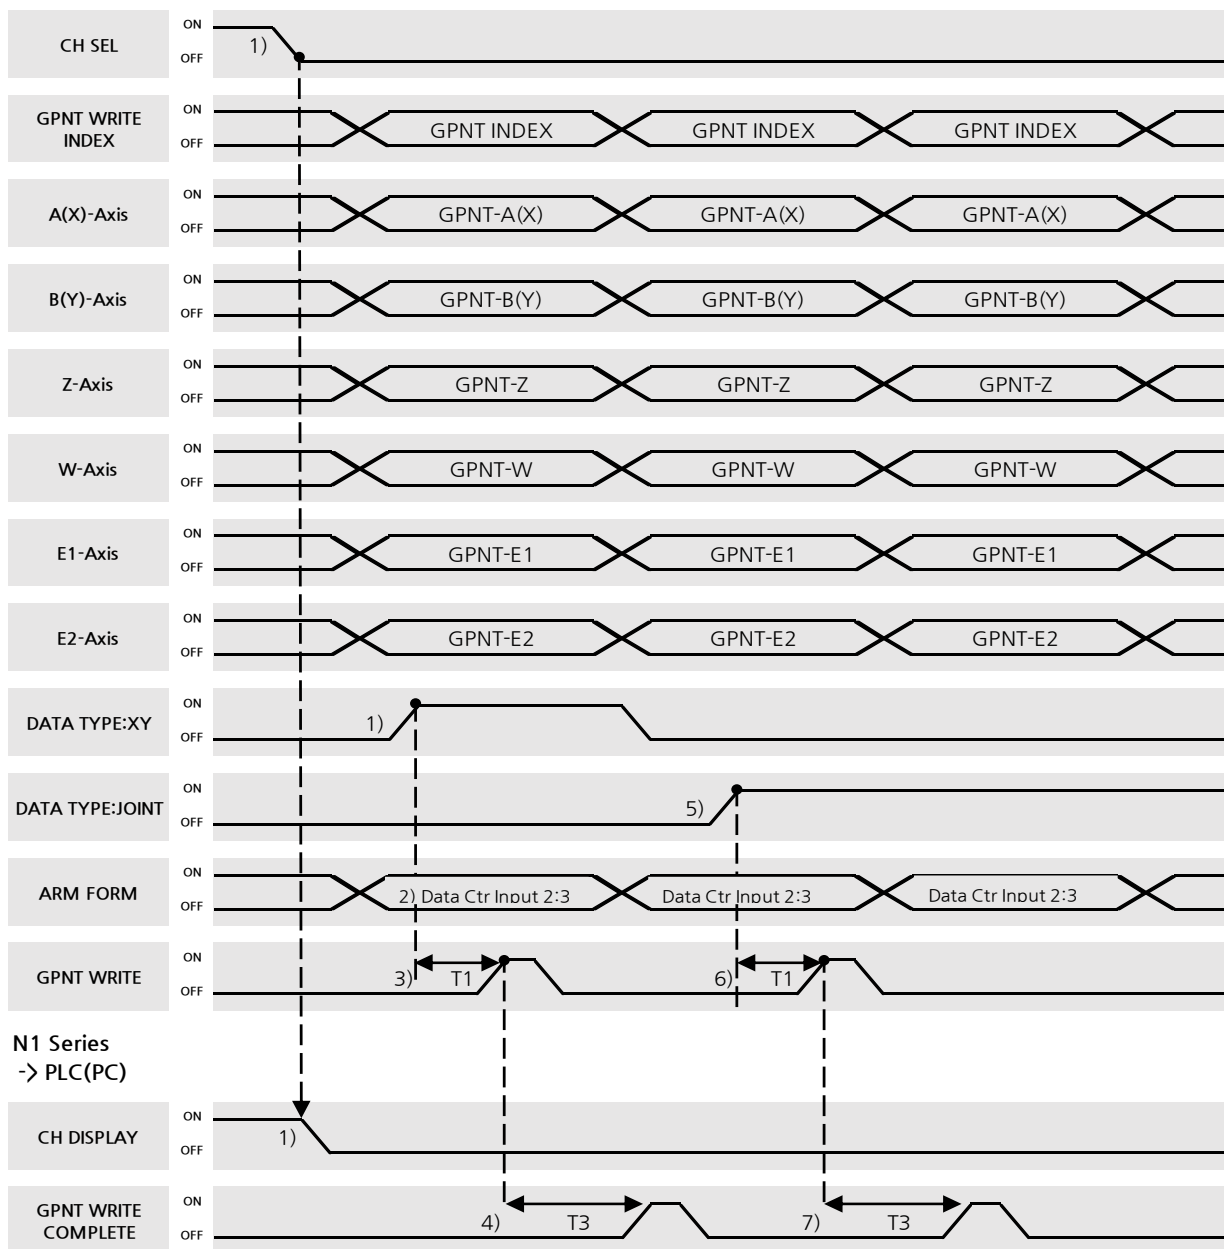 CH SEL
ON
OFF
1)
GPNT WRITE
INDEX
ON
OFF
GPNT INDEX GPNT INDEX GPNT INDEX
A(X)-Axis
ON
OFF
GPNT-A(X) GPNT-A(X) GPNT-A(X)
B(Y)-Axis
ON
OFF
GPNT-B(Y) GPNT-B(Y) GPNT-B(Y)
Z-Axis
ON
OFF
GPNT-Z GPNT-Z GPNT-Z
W-Axis
ON
OFF
GPNT-W GPNT-W GPNT-W
E1-Axis
ON
OFF
GPNT-E1 GPNT-E1 GPNT-E1
E2-Axis
ON
OFF
GPNT-E2 GPNT-E2 GPNT-E2
DATA TYPE:XY
ON
OFF
1)
DATA TYPE:JOINT
ON
OFF
5)
ARM FORM
ON
OFF
2) Data Ctr Input 2:3 Data Ctr Input 2:3 Data Ctr Input 2:3
GPNT WRITE
ON
OFF
3) T1 6) T1
N1 Series
-> PLC(PC)
CH DISPLAY
ON
OFF
1)
GPNT WRITE
COMPLETE
ON
OFF
4) T3 7) T3